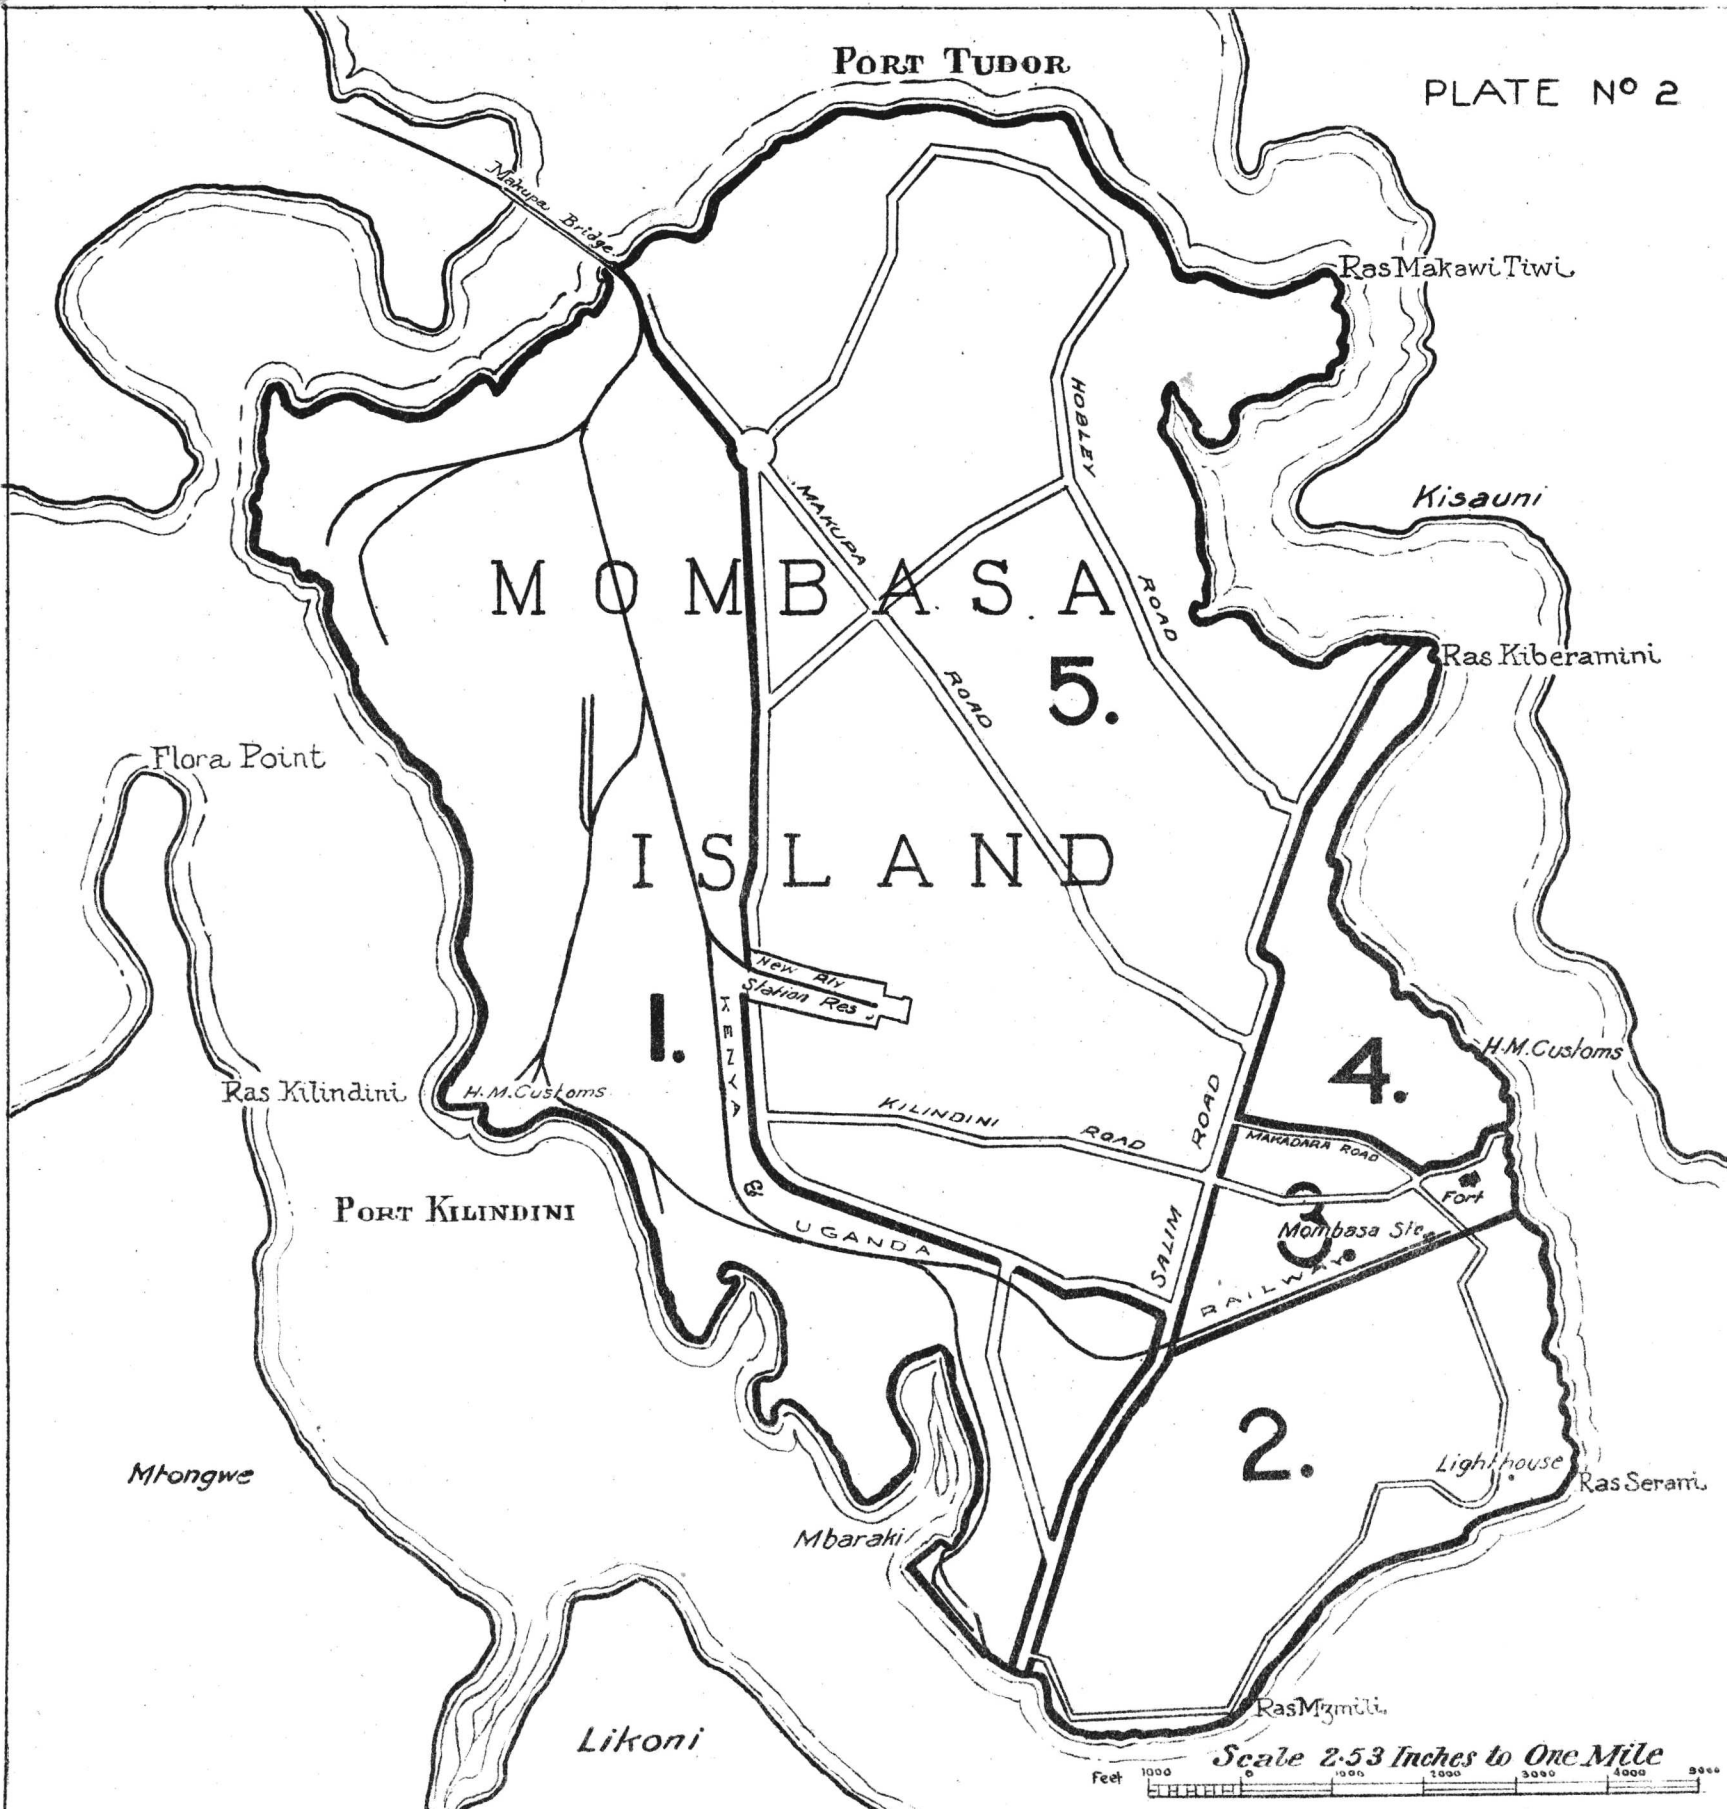 PORT TUDOR
PLATE Nº 2
Makupa Bridge
Ras Makawi Tiwi
HOBLEY ROAD
Kisauni
MAKUPA ROAD
MOMBASA
5.
Ras Kiberamini
Flora Point
ISLAND
New Rly
Station Res.
1.
KENYA & UGANDA RAILWAY
4.
H.M. Customs
Ras Kilindini
H.M. Customs
KILINDINI ROAD
SALIM ROAD
MAKADARA ROAD
Fort
PORT KILINDINI
3
Mombasa Stn.
2.
Mtongwe
Lighthouse
Ras Serani
Mbaraki
Ras Mzmili
Likoni
Scale 2·53 Inches to One Mile
Feet 1000 0 1000 2000 3000 4000 5000